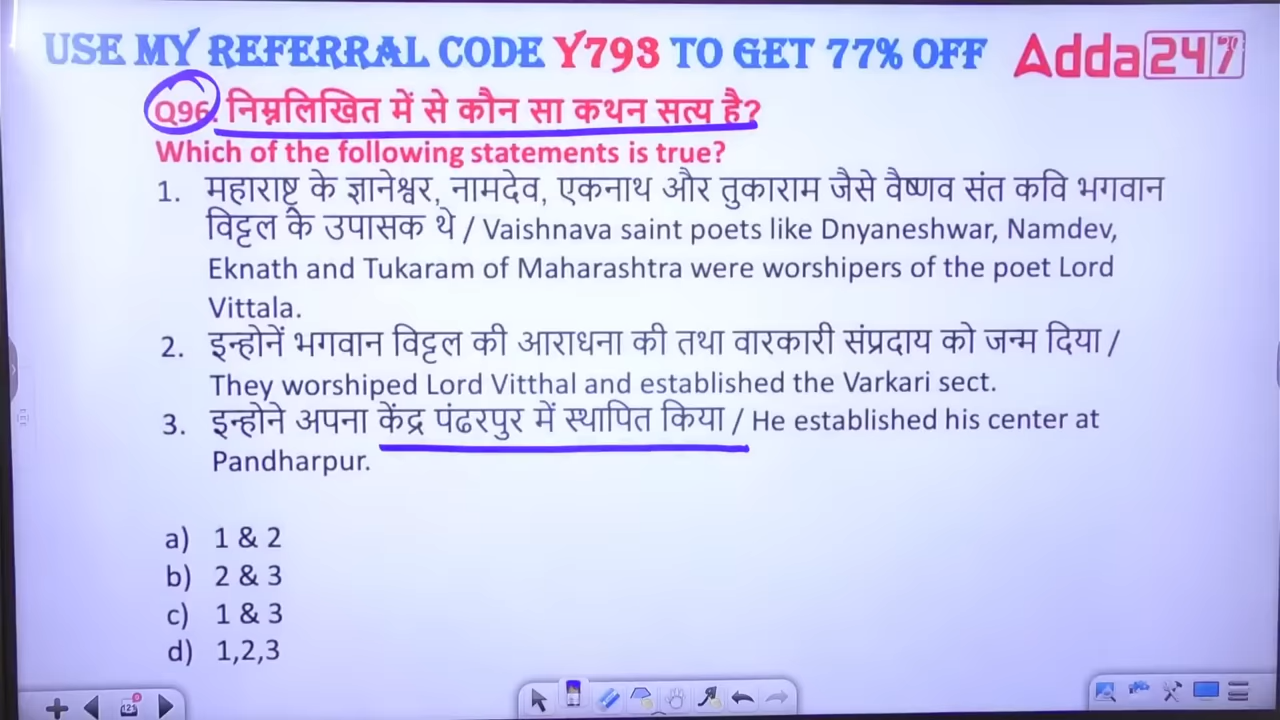 USE MY REFERRAL CODE Y793 TO GET 77% OFF
Adda247
Q96. निम्नलिखित में से कौन सा कथन सत्य है?
Which of the following statements is true?
1. महाराष्ट्र के ज्ञानेश्वर, नामदेव, एकनाथ और तुकाराम जैसे वैष्णव संत कवि भगवान
विट्टल के उपासक थे / Vaishnava saint poets like Dnyaneshwar, Namdev,
Eknath and Tukaram of Maharashtra were worshipers of the poet Lord
Vittala.
2. इन्होनें भगवान विट्टल की आराधना की तथा वारकारी संप्रदाय को जन्म दिया /
They worshiped Lord Vitthal and established the Varkari sect.
3. इन्होने अपना केंद्र पंढरपुर में स्थापित किया / He established his center at
Pandharpur.
a) 1 & 2
b) 2 & 3
c) 1 & 3
d) 1,2,3